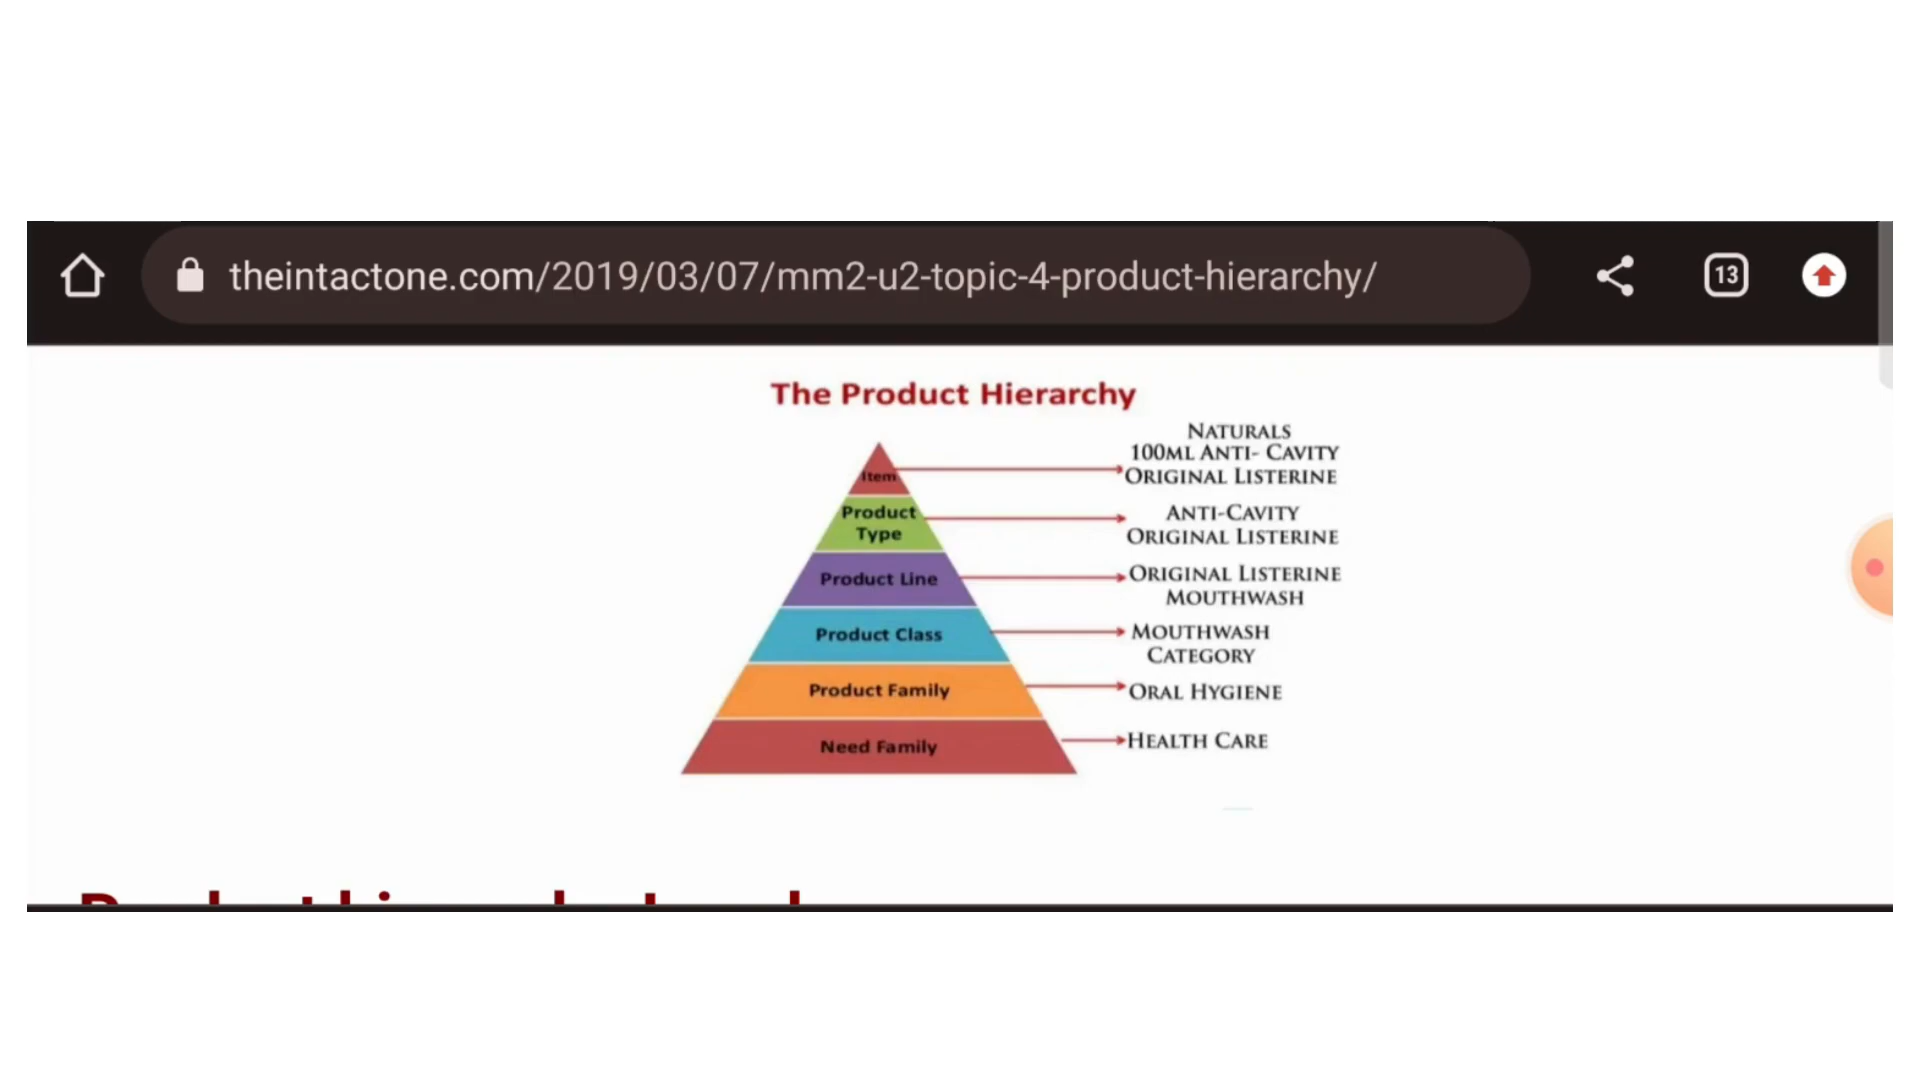 theintactone.com/2019/03/07/mm2-u2-topic-4-product-hierarchy/
13
The Product Hierarchy
Item
NATURALS
100ML ANTI- CAVITY
ORIGINAL LISTERINE
Product
Type
ANTI-CAVITY
ORIGINAL LISTERINE
Product Line
ORIGINAL LISTERINE
MOUTHWASH
Product Class
MOUTHWASH
CATEGORY
Product Family
ORAL HYGIENE
Need Family
HEALTH CARE